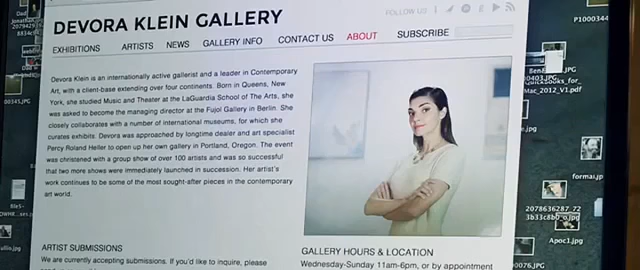 DEVORA KLEIN GALLERY
FOLLOW US
EXHIBITIONS ARTISTS NEWS GALLERY INFO CONTACT US ABOUT SUBSCRIBE
Devora Klein is an internationally active gallerist and a leader in Contemporary
Art, with a client-base extending over four continents. Born in Queens, New
York, she studied Music and Theater at the LaGuardia School of The Arts, she
was asked to become the managing director at the Fujol Gallery in Berlin. She
closely collaborates with a number of international museums, for which she
curates exhibits. Devora was approached by longtime dealer and art specialist
Percy Roland Heller to open up her own gallery in Portland, Oregon. The event
was christened with a group show of over 100 artists and was so successful
that two more shows were immediately launched in succession. Her artist's
work continues to be some of the most sought-after pieces in the contemporary
art world.
ARTIST SUBMISSIONS
We are currently accepting submissions. If you'd like to inquire, please
GALLERY HOURS & LOCATION
Wednesday-Sunday 11am-6pm, or by appointment
P1000344
Mac_2012_V1.pdf
e.jpg
forma.jpg
2078636287_72
Apoc1.jpg
00076.jpg
00345.JPG